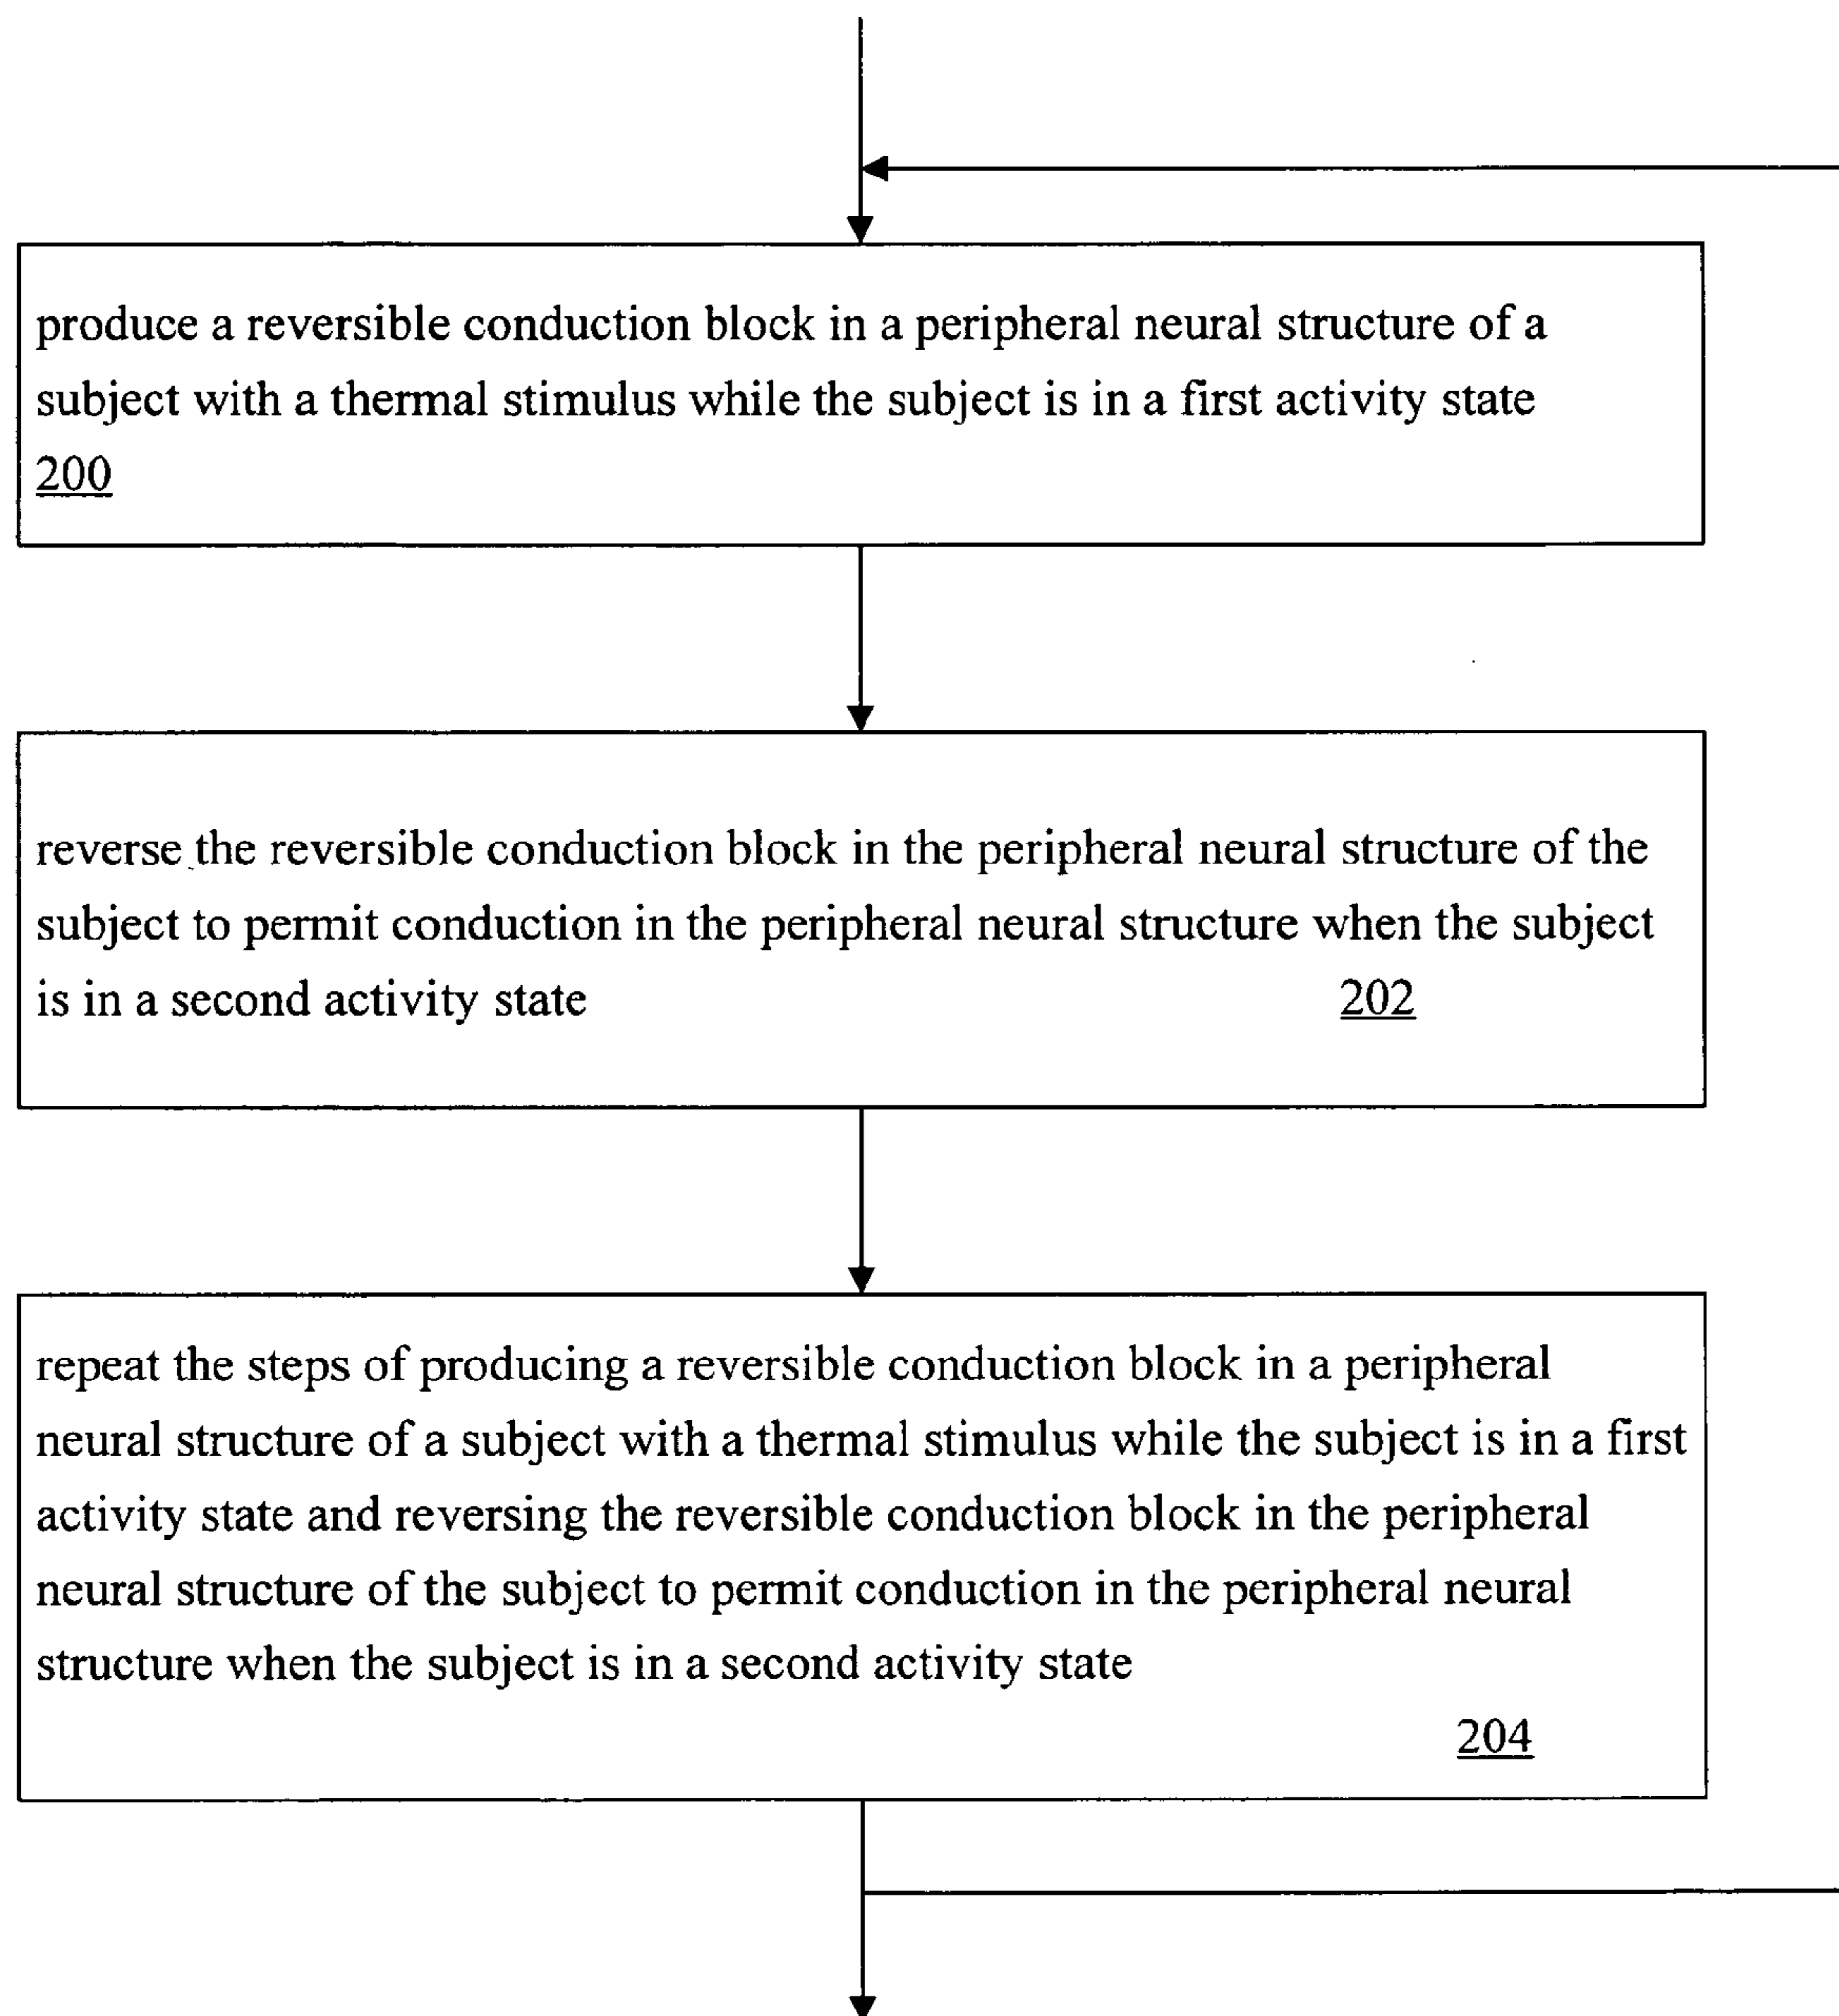 produce a reversible conduction block in a peripheral neural structure of a
subject with a thermal stimulus while the subject is in a first activity state
200
reverse the reversible conduction block in the peripheral neural structure of the
subject to permit conduction in the peripheral neural structure when the subject
is in a second activity state 202
repeat the steps of producing a reversible conduction block in a peripheral
neural structure of a subject with a thermal stimulus while the subject is in a first
activity state and reversing the reversible conduction block in the peripheral
neural structure of the subject to permit conduction in the peripheral neural
structure when the subject is in a second activity state
204